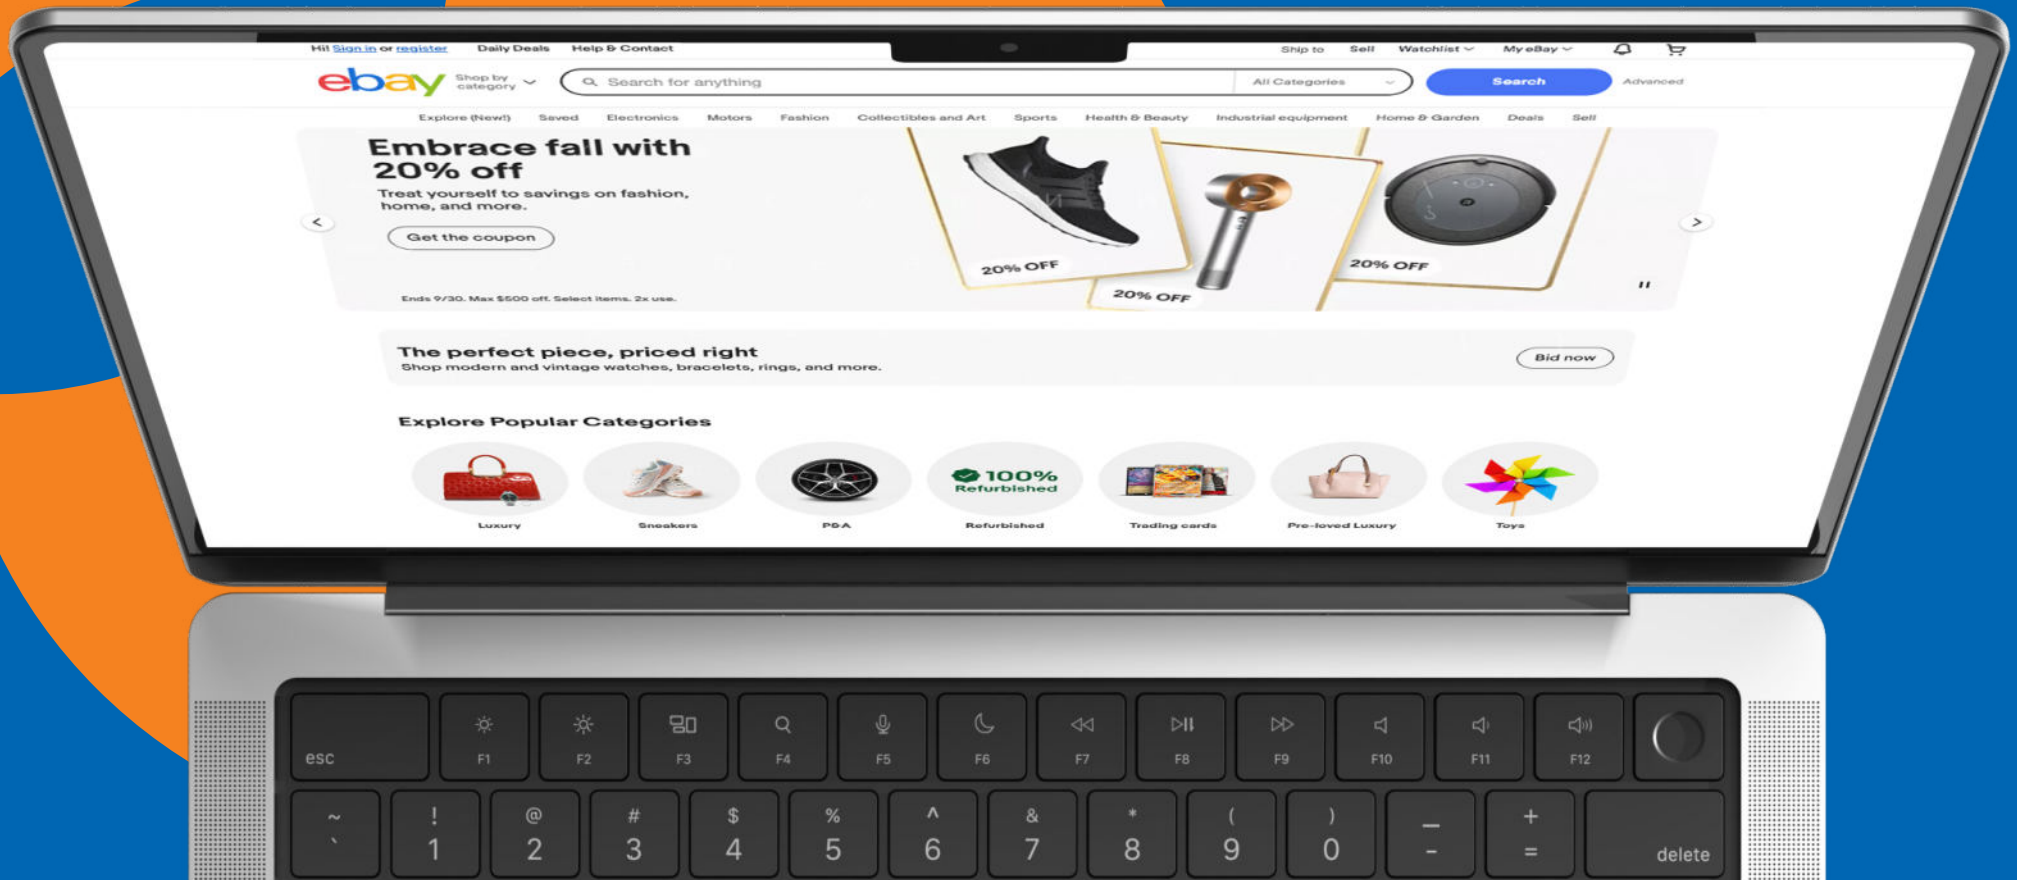 Hi! Sign in or register Daily Deals Help & Contact Ship to Sell Watchlist My eBay
ebay Shop by category Search for anything All Categories Search Advanced
Explore (New!) Saved Electronics Motors Fashion Collectibles and Art Sports Health & Beauty Industrial equipment Home & Garden Deals Sell
Embrace fall with
20% off
Treat yourself to savings on fashion,
home, and more.
Get the coupon
Ends 9/30. Max $500 off. Select items. 2x use.
20% OFF
20% OFF
20% OFF
The perfect piece, priced right
Shop modern and vintage watches, bracelets, rings, and more.
Bid now
Explore Popular Categories
100%
Refurbished
Luxury Sneakers P&A Refurbished Trading cards Pre-loved Luxury Toys
esc F1 F2 F3 F4 F5 F6 F7 F8 F9 F10 F11 F12
~ ! @ # $ % ^ & * ( ) _ +
` 1 2 3 4 5 6 7 8 9 0 - = delete